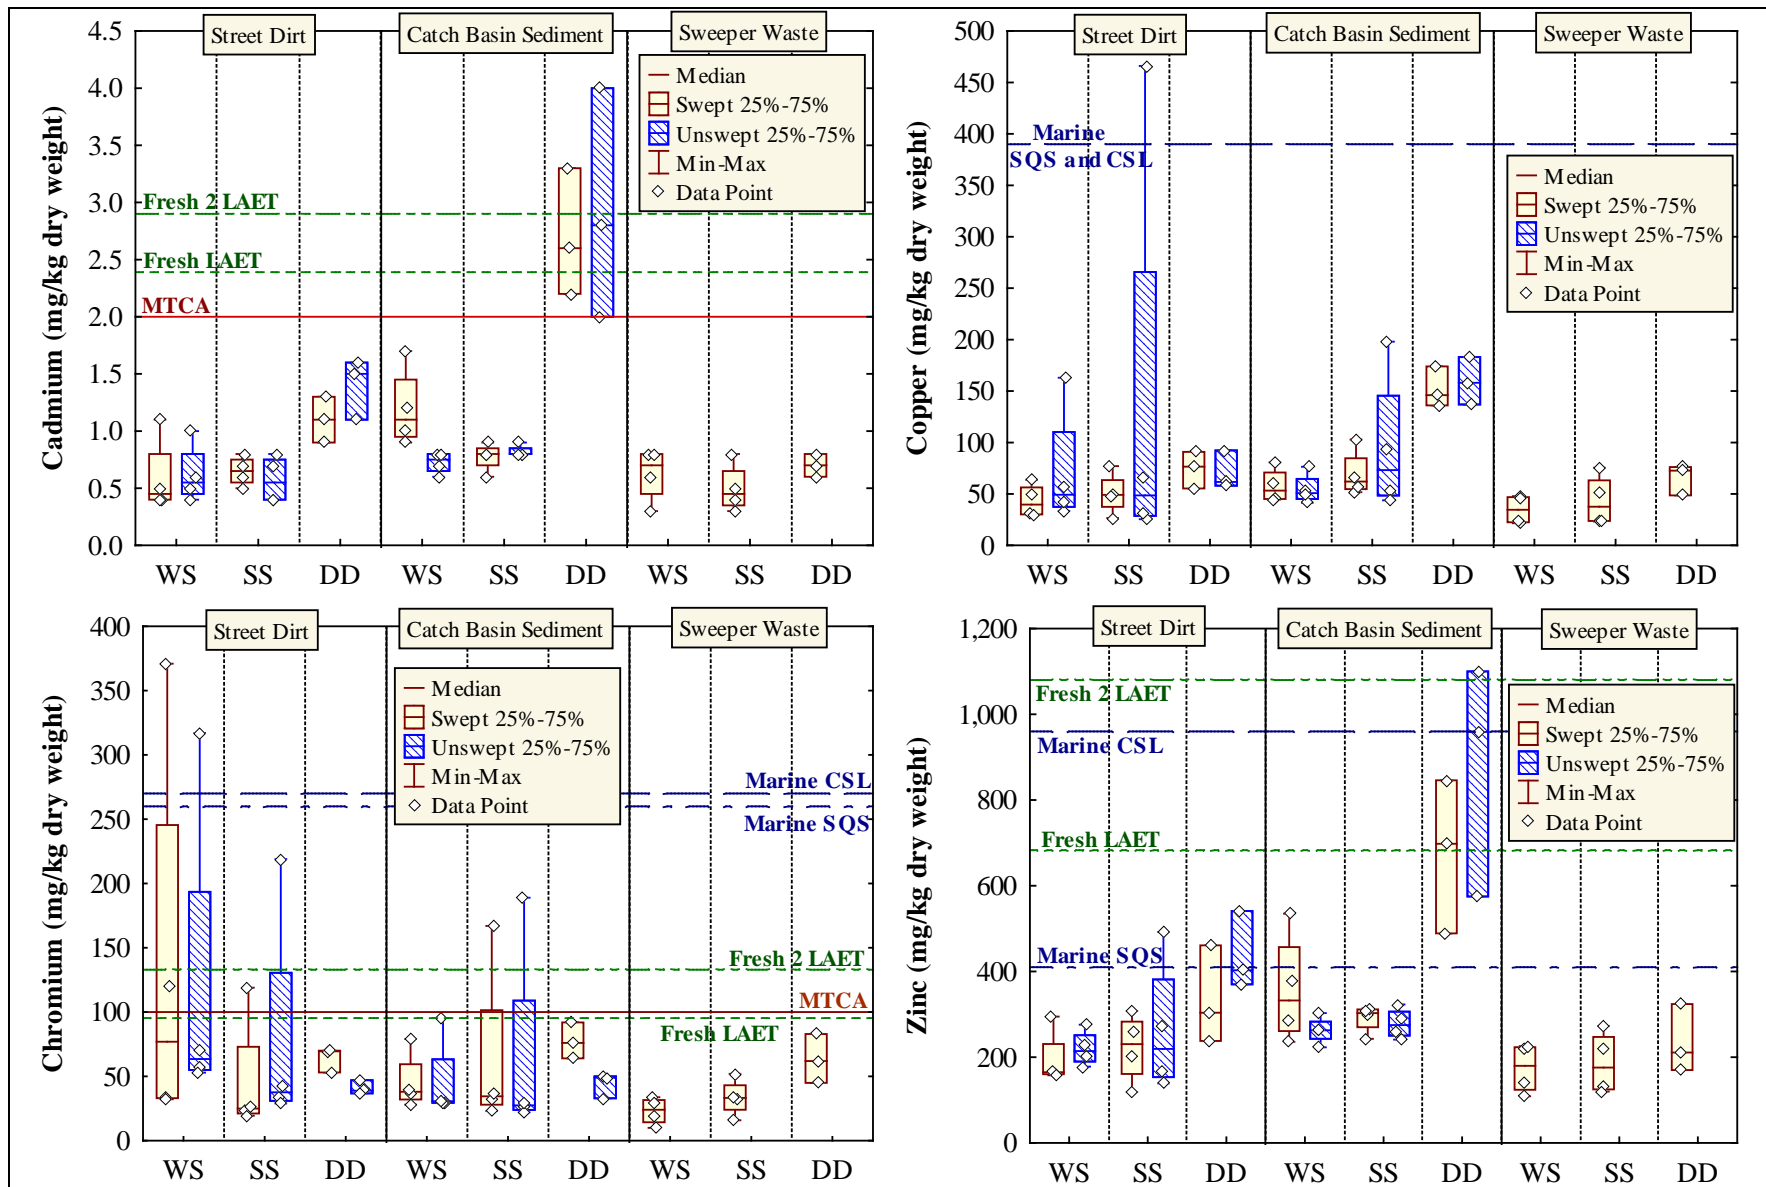 Street Dirt
Catch Basin Sediment
Sweeper Waste
Cadmium (mg/kg dry weight)
4.5
4.0
3.5
3.0
2.5
2.0
1.5
1.0
0.5
0.0
Median
Swept 25%-75%
Unswept 25%-75%
Min-Max
Data Point
Fresh 2 LAET
Fresh LAET
MTCA
WS SS DD WS SS DD WS SS DD
Street Dirt
Catch Basin Sediment
Sweeper Waste
Copper (mg/kg dry weight)
500
450
400
350
300
250
200
150
100
50
0
Marine
SQS and CSL
Median
Swept 25%-75%
Unswept 25%-75%
Min-Max
Data Point
WS SS DD WS SS DD WS SS DD
Street Dirt
Catch Basin Sediment
Sweeper Waste
Chromium (mg/kg dry weight)
400
350
300
250
200
150
100
50
0
Median
Swept 25%-75%
Unswept 25%-75%
Min-Max
Data Point
Marine CSL
Marine SQS
Fresh 2 LAET
MTCA
Fresh LAET
WS SS DD WS SS DD WS SS DD
Street Dirt
Catch Basin Sediment
Sweeper Waste
Zinc (mg/kg dry weight)
1,200
1,000
800
600
400
200
0
Fresh 2 LAET
Marine CSL
Fresh LAET
Marine SQS
Median
Swept 25%-75%
Unswept 25%-75%
Min-Max
Data Point
WS SS DD WS SS DD WS SS DD